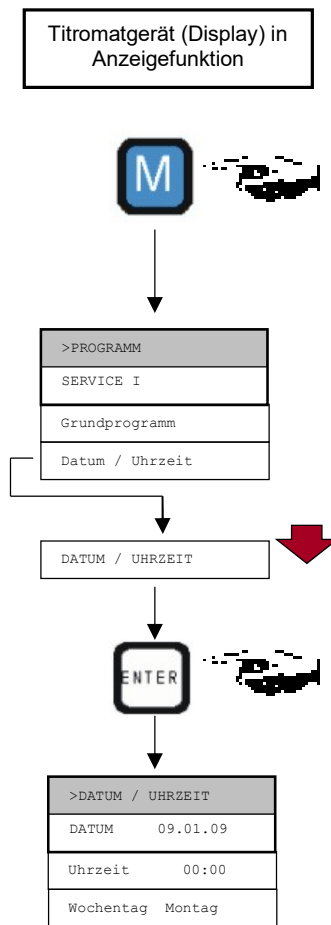 Titromatgerät (Display) in
Anzeigefunktion
M
>PROGRAMM
SERVICE I
Grundprogramm
Datum / Uhrzeit
DATUM / UHRZEIT
ENTER
>DATUM / UHRZEIT
DATUM 09.01.09
Uhrzeit 00:00
Wochentag Montag